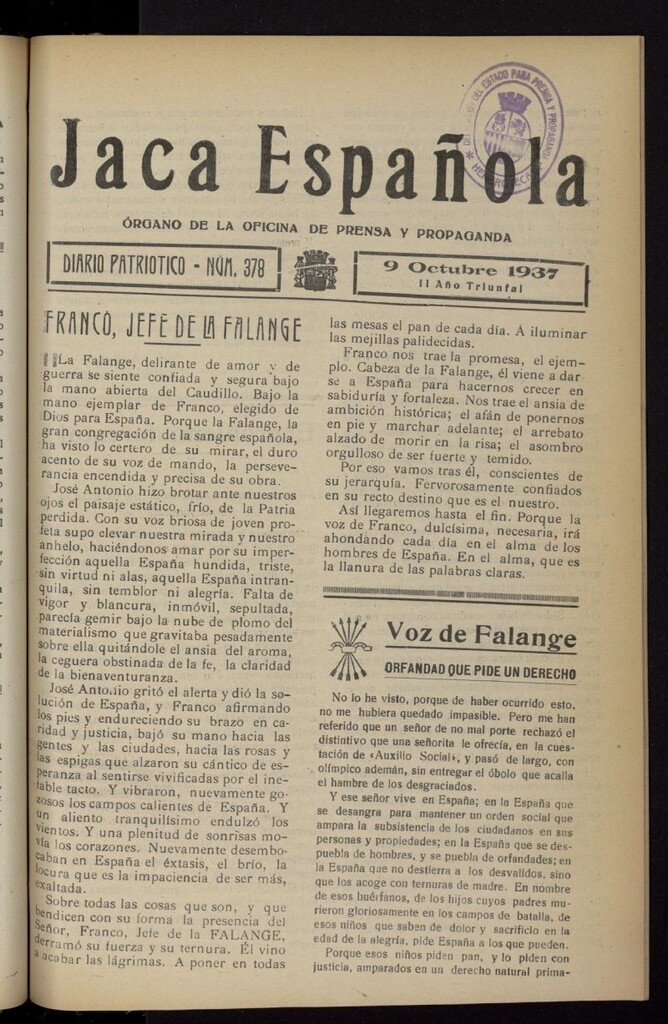 Jaca Española
ÓRGANO DE LA OFICINA DE PRENSA Y PROPAGANDA
DIARIO PATRIOTICO - NÚM. 378
9 Octubre 1937
II Año Triunfal
FRANCO, JEFE DE LA FALANGE
La Falange, delirante de amor y de
guerra se siente confiada y segura bajo
la mano abierta del Caudillo. Bajo la
mano ejemplar de Franco, elegido de
Dios para España. Porque la Falange, la
gran congregación de la sangre española,
ha visto lo certero de su mirar, el duro
acento de su voz de mando, la perseve-
rancia encendida y precisa de su obra.
José Antonio hizo brotar ante nuestros
ojos el paisaje estático, frío, de la Patria
perdida. Con su voz briosa de joven pro-
feta supo elevar nuestra mirada y nuestro
anhelo, haciéndonos amar por su imper-
fección aquella España hundida, triste,
sin virtud ni alas, aquella España intran-
quila, sin temblor ni alegría. Falta de
vigor y blancura, inmóvil, sepultada,
parecía gemir bajo la nube de plomo del
materialismo que gravitaba pesadamente
sobre ella quitándole el ansia del aroma,
la ceguera obstinada de la fe, la claridad
de la bienaventuranza.
José Antonio gritó el alerta y dió la so-
lución de España, y Franco afirmando
los pies y endureciendo su brazo en ca-
ridad y justicia, bajó su mano hacia las
gentes y las ciudades, hacia las rosas y
las espigas que alzaron su cántico de es-
peranza al sentirse vivificadas por el ine-
fable tacto. Y vibraron, nuevamente go-
zosos los campos calientes de España. Y
un aliento tranquilísimo endulzó los
vientos. Y una plenitud de sonrisas mo-
vía los corazones. Nuevamente desembo-
caban en España el éxtasis, el brío, la
locura que es la impaciencia de ser más,
exaltada.
Sobre todas las cosas que son, y que
bendicen con su forma la presencia del
Señor, Franco, Jefe de la FALANGE,
derramó su fuerza y su ternura. Él vino
a acabar las lágrimas. A poner en todas
las mesas el pan de cada día. Á iluminar
las mejillas palidecidas.
Franco nos trae la promesa, el ejem-
plo. Cabeza de la Falange, él viene a dar-
se a España para hacernos crecer en
sabiduría y fortaleza. Nos trae el ansia de
ambición histórica; el afán de ponernos
en pie y marchar adelante; el arrebato
alzado de morir en la risa; el asombro
orgulloso de ser fuerte y temido.
Por eso vamos tras él, conscientes de
su jerarquía. Fervorosamente confiados
en su recto destino que es el nuestro.
Así llegaremos hasta el fin. Porque la
voz de Franco, dulcísima, necesaria, irá
ahondando cada día en el alma de los
hombres de España. En el alma, que es
la llanura de las palabras claras.
Voz de Falange
ORFANDAD QUE PIDE UN DERECHO
No lo he visto, porque de haber ocurrido esto,
no me hubiera quedado impasible. Pero me han
referido que un señor de no mal porte rechazó el
distintivo que una señorita le ofrecía, en la cues-
tación de «Auxilio Social», y pasó de largo, con
olímpico ademán, sin entregar el óbolo que acalla
el hambre de los desgraciados.
Y ese señor vive en España; en la España que
se desangra para mantener un orden social que
ampara la subsistencia de los ciudadanos en sus
personas y propiedades; en la España que se des-
puebla de hombres, y se puebla de orfandades; en
la España que no destierra a los desvalidos, sino
que los acoge con ternuras de madre. En nombre
de esos huérfanos, de los hijos cuyos padres mu-
rieron gloriosamente en los campos de batalla, de
esos niños que saben de dolor y sacrificio en la
edad de la alegría, pide España a los que pueden.
Porque esos niños piden pan, y lo piden con
justicia, amparados en un derecho natural prima-